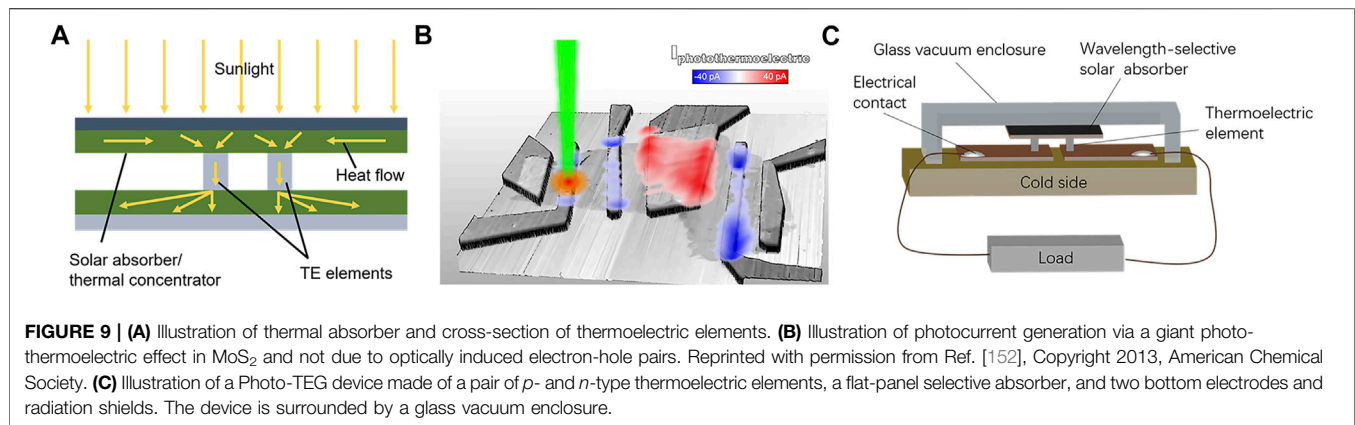 A
Sunlight
Heat flow
Solar absorber/
thermal concentrator
TE elements
B
I photothermoelectric
-40 pA
40 pA
C
Glass vacuum enclosure
Wavelength-selective
solar absorber
Electrical
contact
Thermoelectric
element
Cold side
Load
FIGURE 9 | (A) Illustration of thermal absorber and cross-section of thermoelectric elements. (B) Illustration of photocurrent generation via a giant photo-
thermoelectric effect in MoS₂ and not due to optically induced electron-hole pairs. Reprinted with permission from Ref. [152], Copyright 2013, American Chemical
Society. (C) Illustration of a Photo-TEG device made of a pair of p- and n-type thermoelectric elements, a flat-panel selective absorber, and two bottom electrodes and
radiation shields. The device is surrounded by a glass vacuum enclosure.